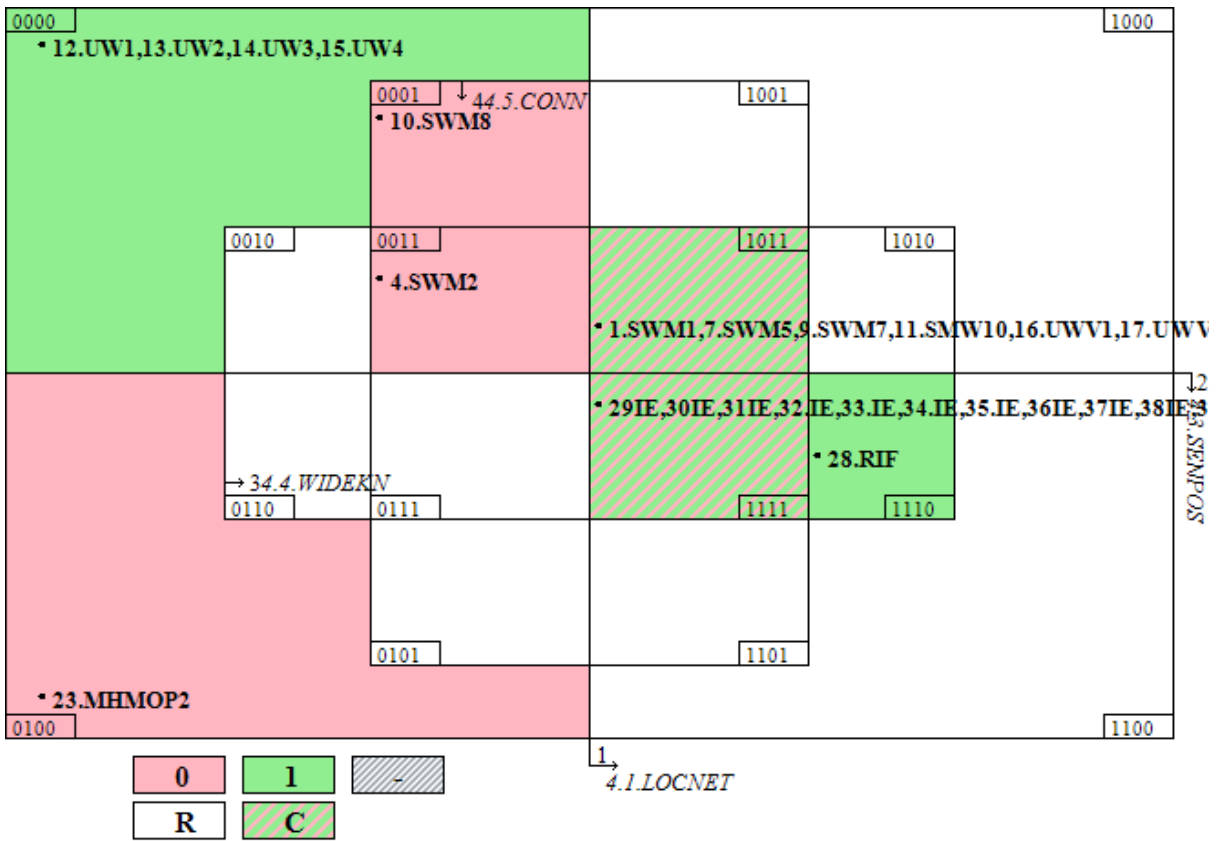 0000 1000
12.UW1,13.UW2,14.UW3,15.UW4
0001 44.5.CONN 1001
10.SWM8
0010 0011 1011 1010
4.SWM2
1.SWM1,7.SWM5,9.SWM7,11.SMW10,16.UWV1,17.UWV
24.3.SENPOS
29IE,30IE,31IE,32.IE,33.IE,34.IE,35.IE,36IE,37IE,38IE,3
28.RIF
34.4.WIDEKN
0110 0111 1111 1110
0101 1101
23.MHMOP2
0100 1100
1
4.1.LOCNET
0 1 -
R C